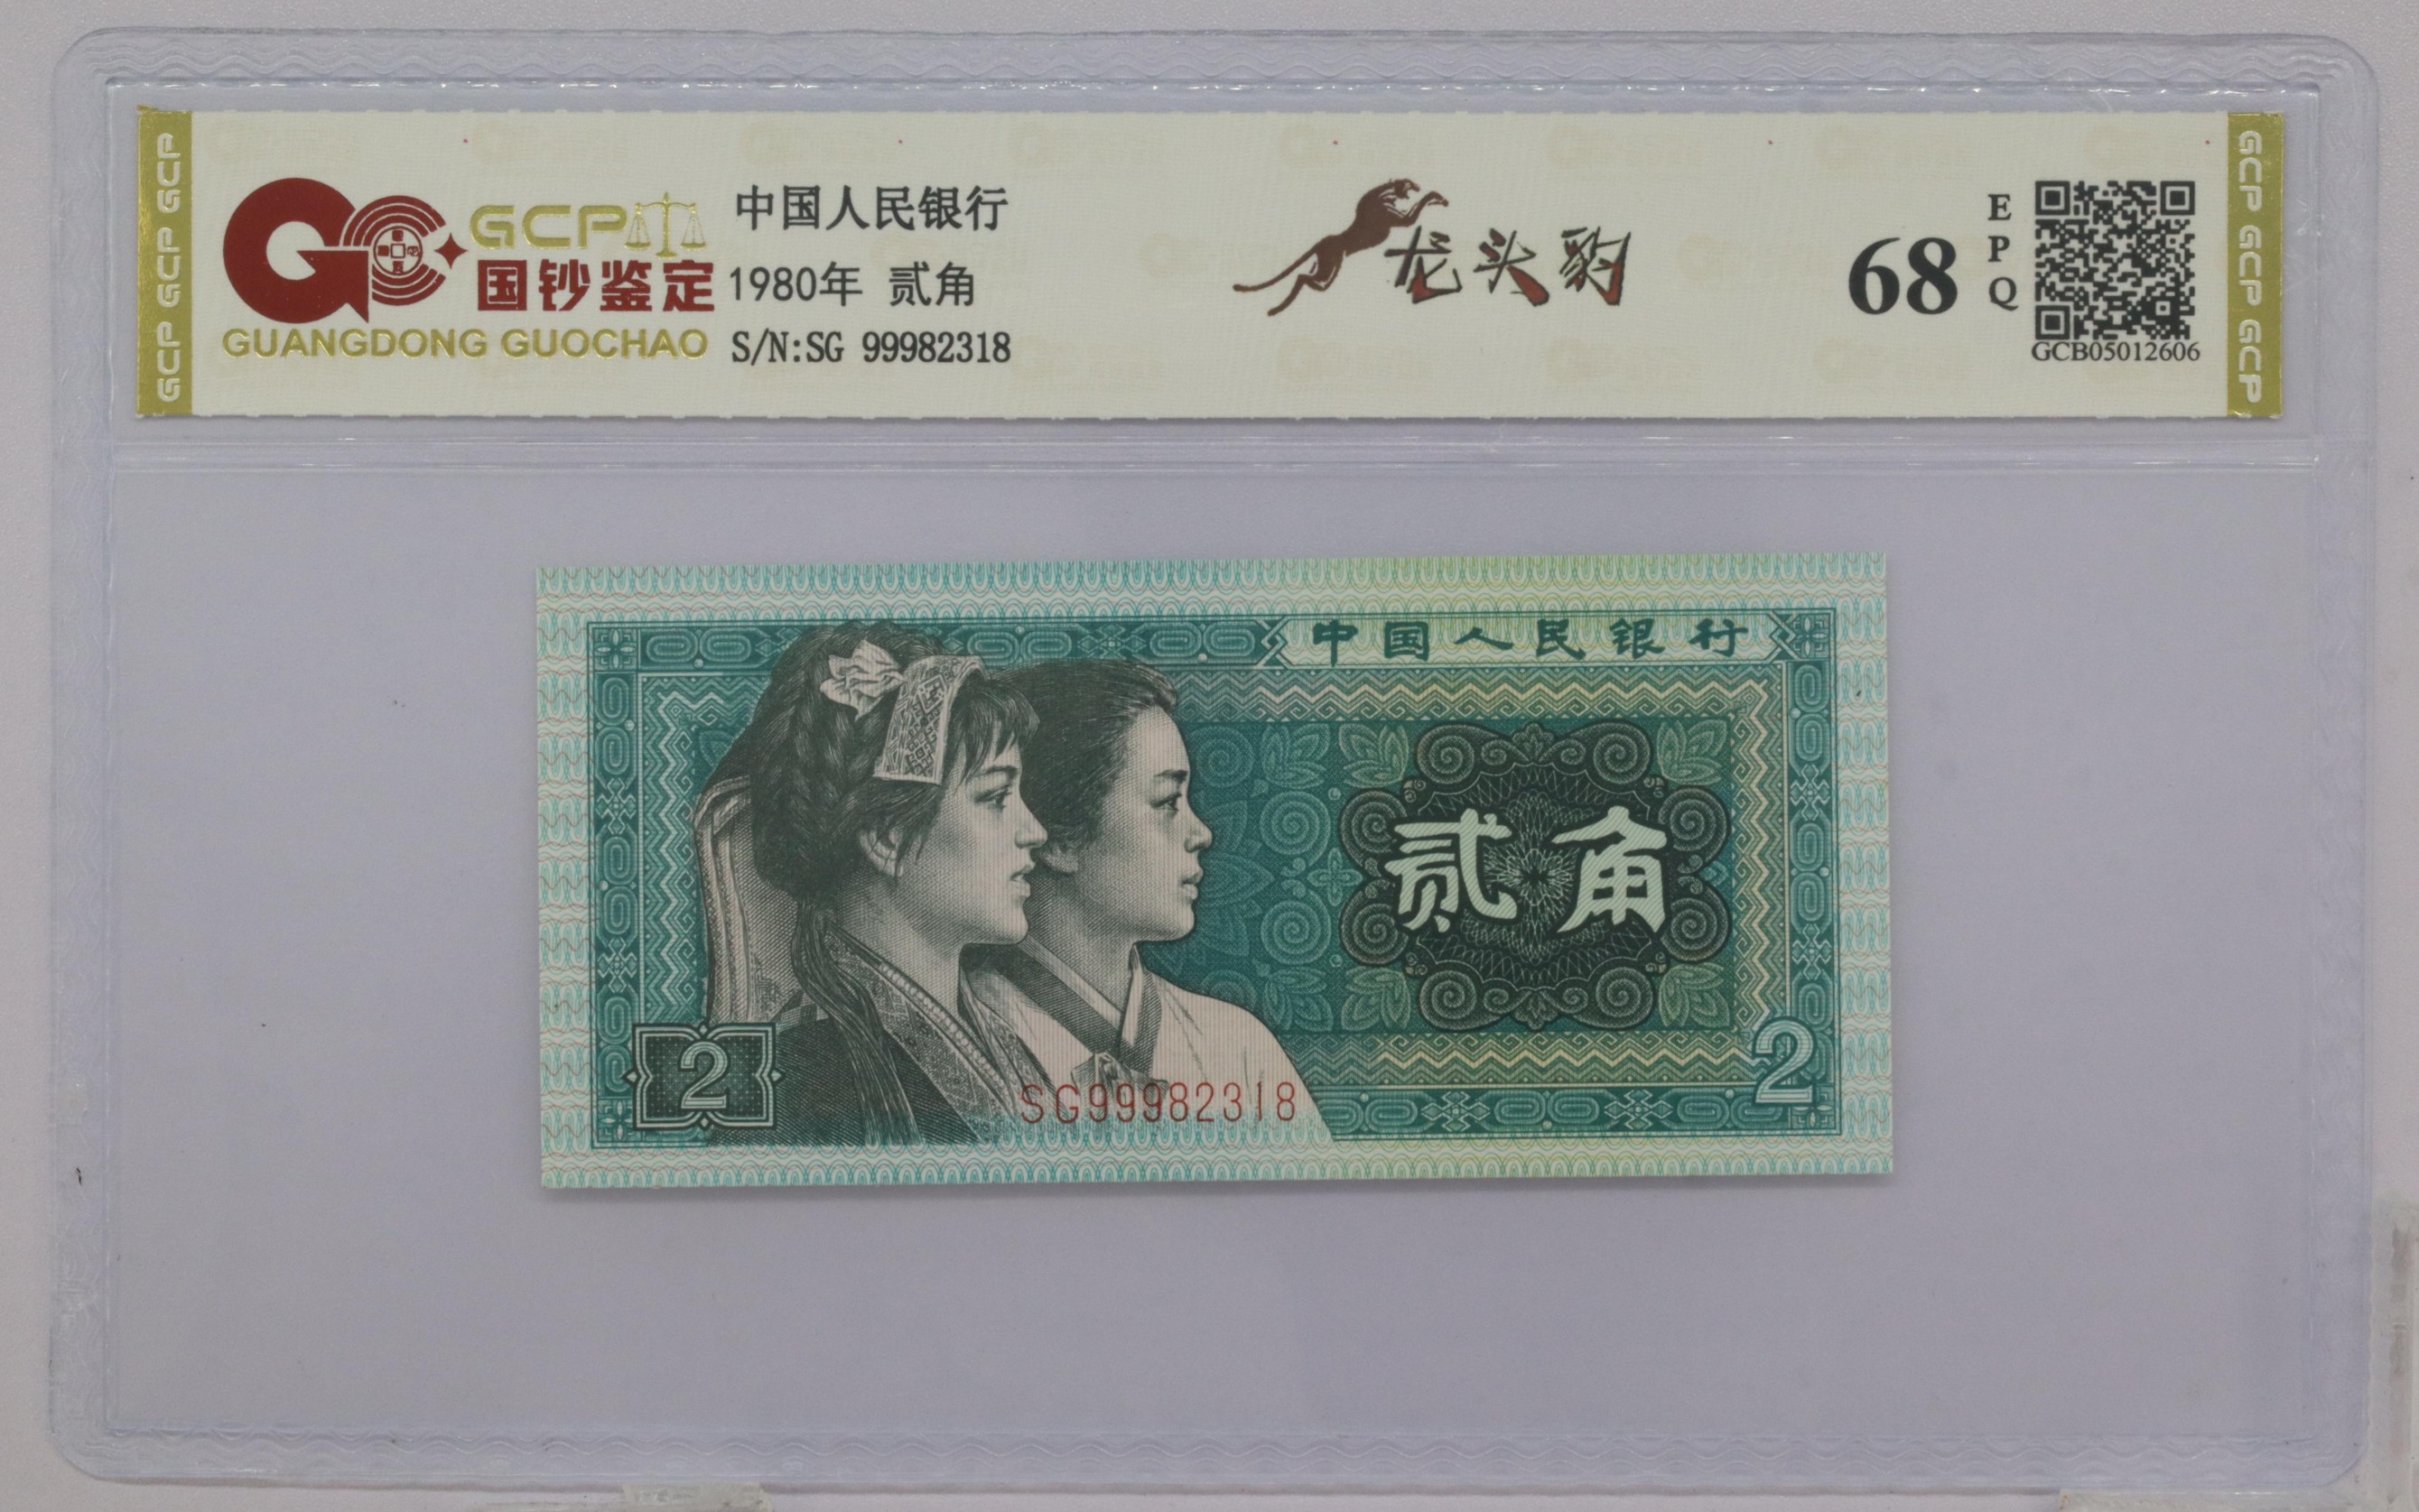 GCP GCP GCP
GCP
国钞鉴定
GUANGDONG GUOCHAO
中国人民银行
1980年 贰角
S/N:SG 99982318
龙头豹
68
E
P
Q
GCB05012606
GCP GCP GCP
中国人民银行
贰角
2
SG99982318
2